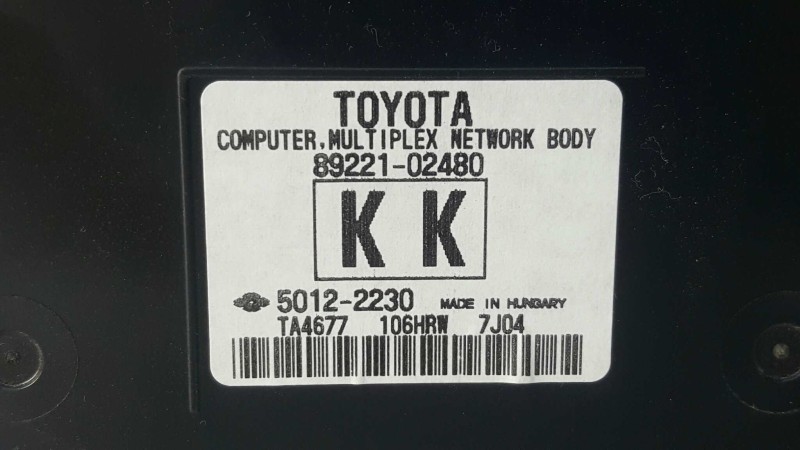 TOYOTA
COMPUTER,MULTIPLEX NETWORK BODY
89221-02480
K K
5012-2230 MADE IN HUNGARY
TA4677 106HRW 7J04